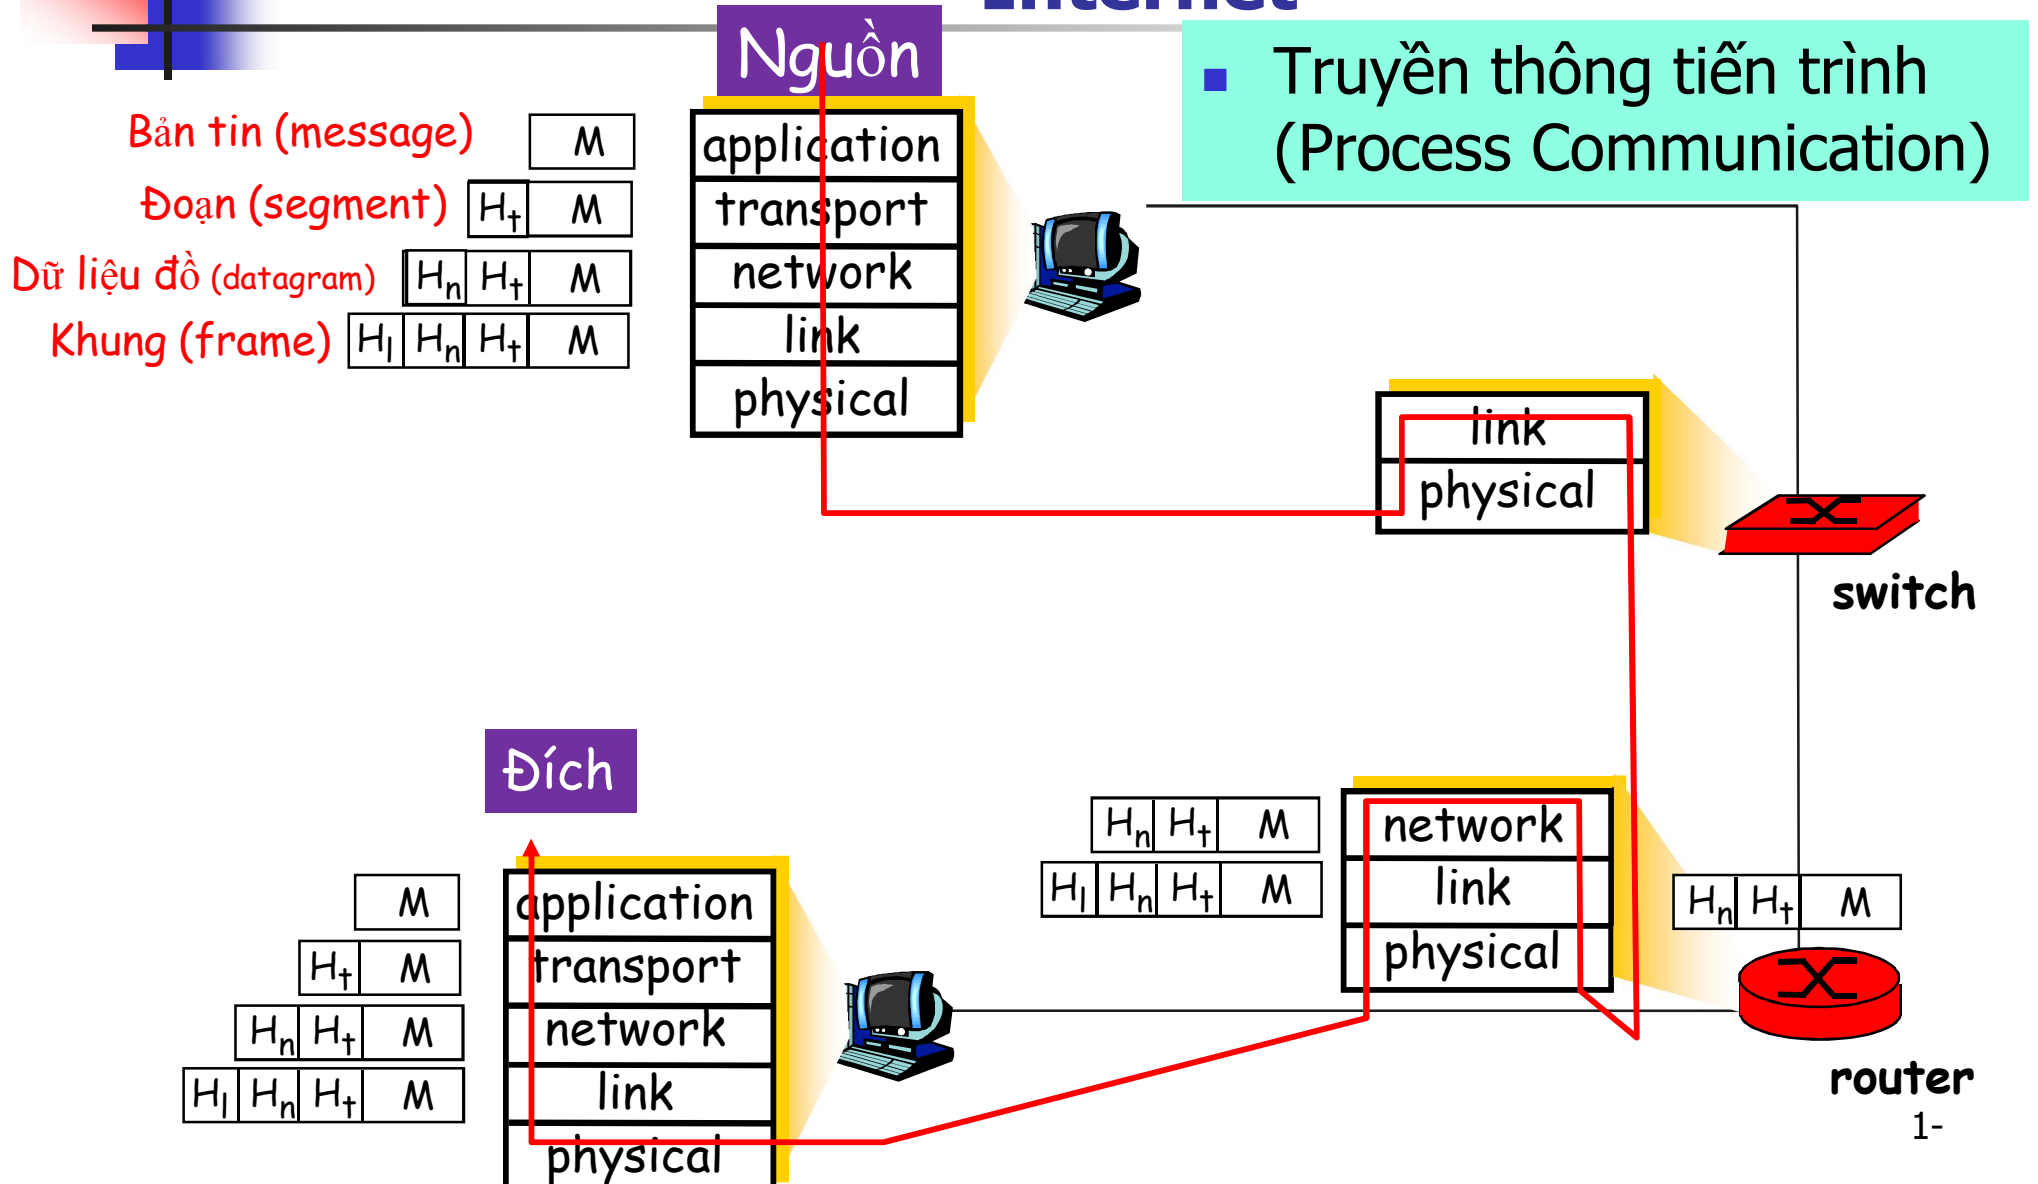 Internet
Nguồn
Truyền thông tiến trình
(Process Communication)
Bản tin (message)
M
Đoạn (segment)
Ht M
Dữ liệu đồ (datagram)
Hn Ht M
Khung (frame)
Hl Hn Ht M
application
transport
network
link
physical
link
physical
switch
Đích
M
Ht M
Hn Ht M
Hl Hn Ht M
application
transport
network
link
physical
Hn Ht M
Hl Hn Ht M
network
link
physical
Hn Ht M
router
1-